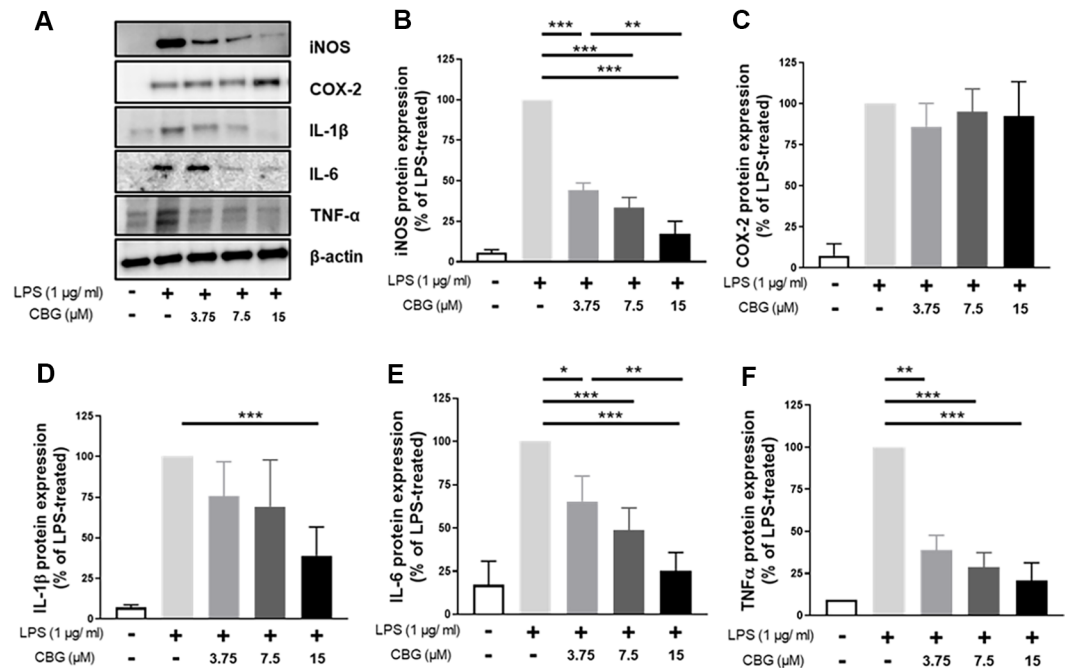 A
iNOS
COX-2
IL-1β
IL-6
TNF-α
β-actin
LPS (1 µg/ ml) - + + + +
CBG (µM) - - 3.75 7.5 15
B
*** **
***
***
iNOS protein expression
(% of LPS-treated)
125
100
75
50
25
0
LPS (1 µg/ ml) - + + + +
CBG (µM) - - 3.75 7.5 15
C
COX-2 protein expression
(% of LPS-treated)
125
100
75
50
25
0
LPS (1 µg/ ml) - + + + +
CBG (µM) - - 3.75 7.5 15
D
***
IL-1β protein expression
(% of LPS-treated)
125
100
75
50
25
0
LPS (1 µg/ ml) - + + + +
CBG (µM) - - 3.75 7.5 15
E
* **
***
***
IL-6 protein expression
(% of LPS-treated)
125
100
75
50
25
0
LPS (1 µg/ ml) - + + + +
CBG (µM) - - 3.75 7.5 15
F
**
***
***
TNFα protein expression
(% of LPS-treated)
125
100
75
50
25
0
LPS (1 µg/ ml) - + + + +
CBG (µM) - - 3.75 7.5 15